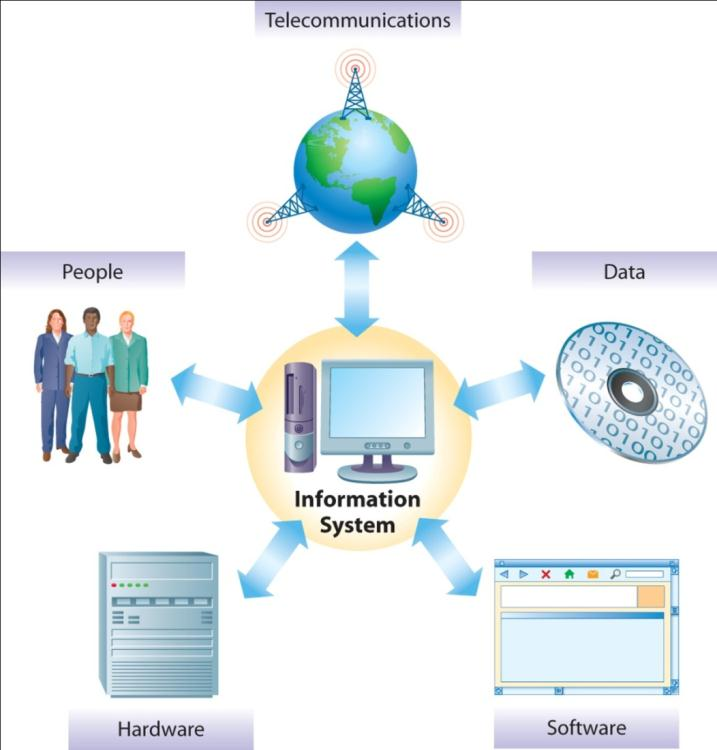 Telecommunications
People
Data
Information
System
Hardware
Software